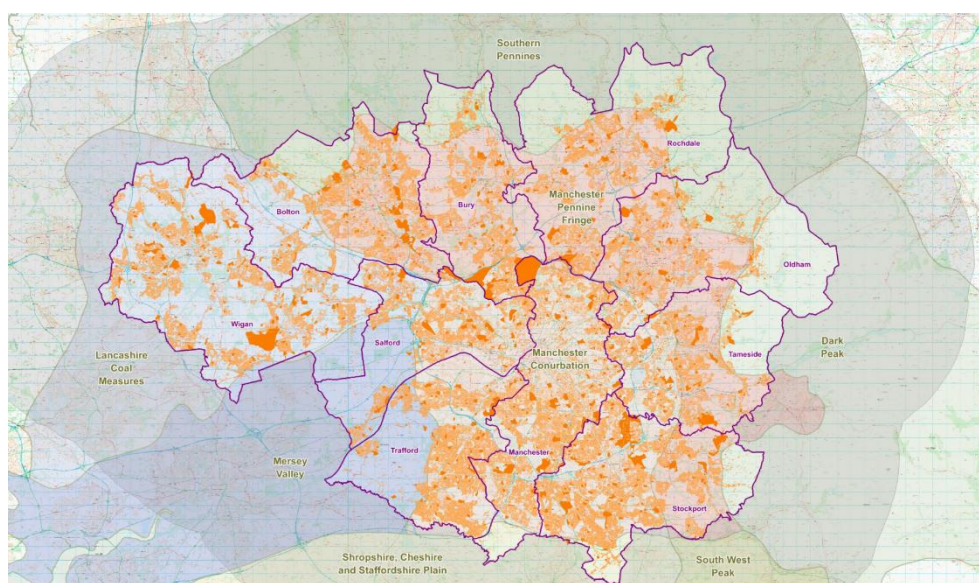 Southern
Pennines
Rochdale
Manchester
Pennine
Fringe
Bury
Bolton
Oldham
Wigan
Salford
Lancashire
Coal
Measures
Manchester
Conurbation
Tameside
Dark
Peak
Trafford
Manchester
Mersey
Valley
Stockport
Shropshire, Cheshire
and Staffordshire Plain
South West
Peak